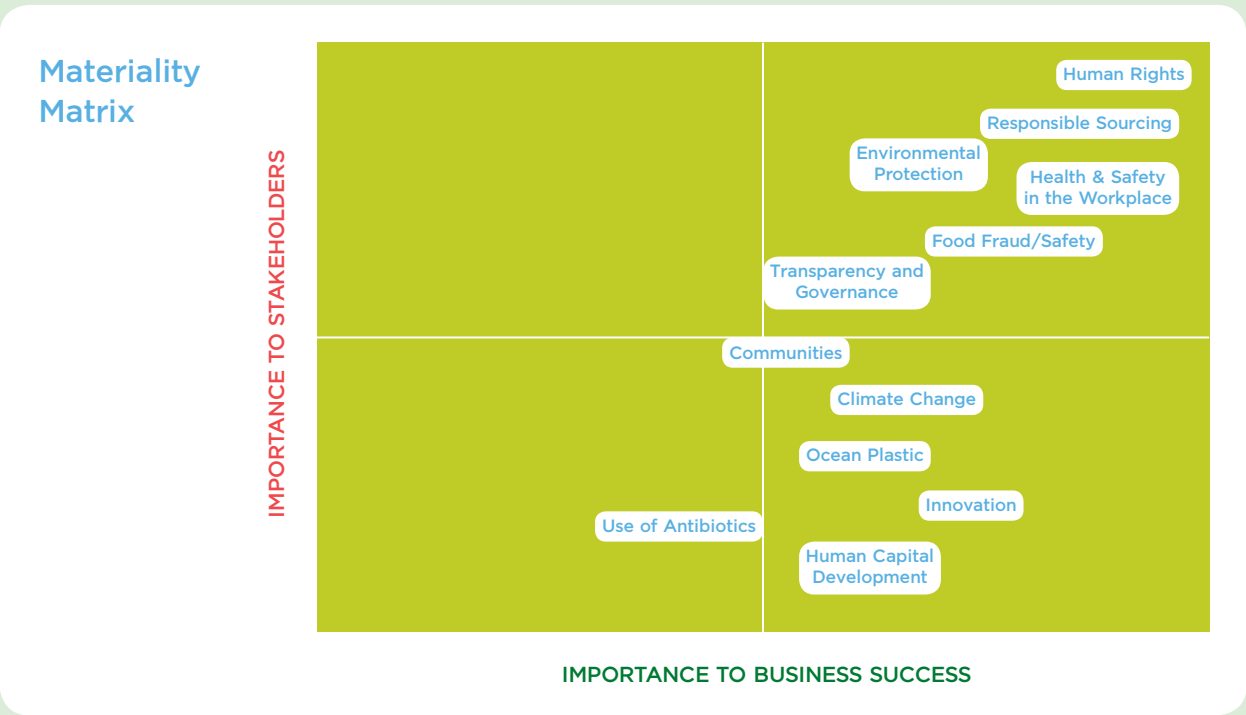 Materiality
Matrix
IMPORTANCE TO STAKEHOLDERS
Human Rights
Responsible Sourcing
Environmental
Protection
Health & Safety
in the Workplace
Food Fraud/Safety
Transparency and
Governance
Communities
Climate Change
Ocean Plastic
Innovation
Use of Antibiotics
Human Capital
Development
IMPORTANCE TO BUSINESS SUCCESS